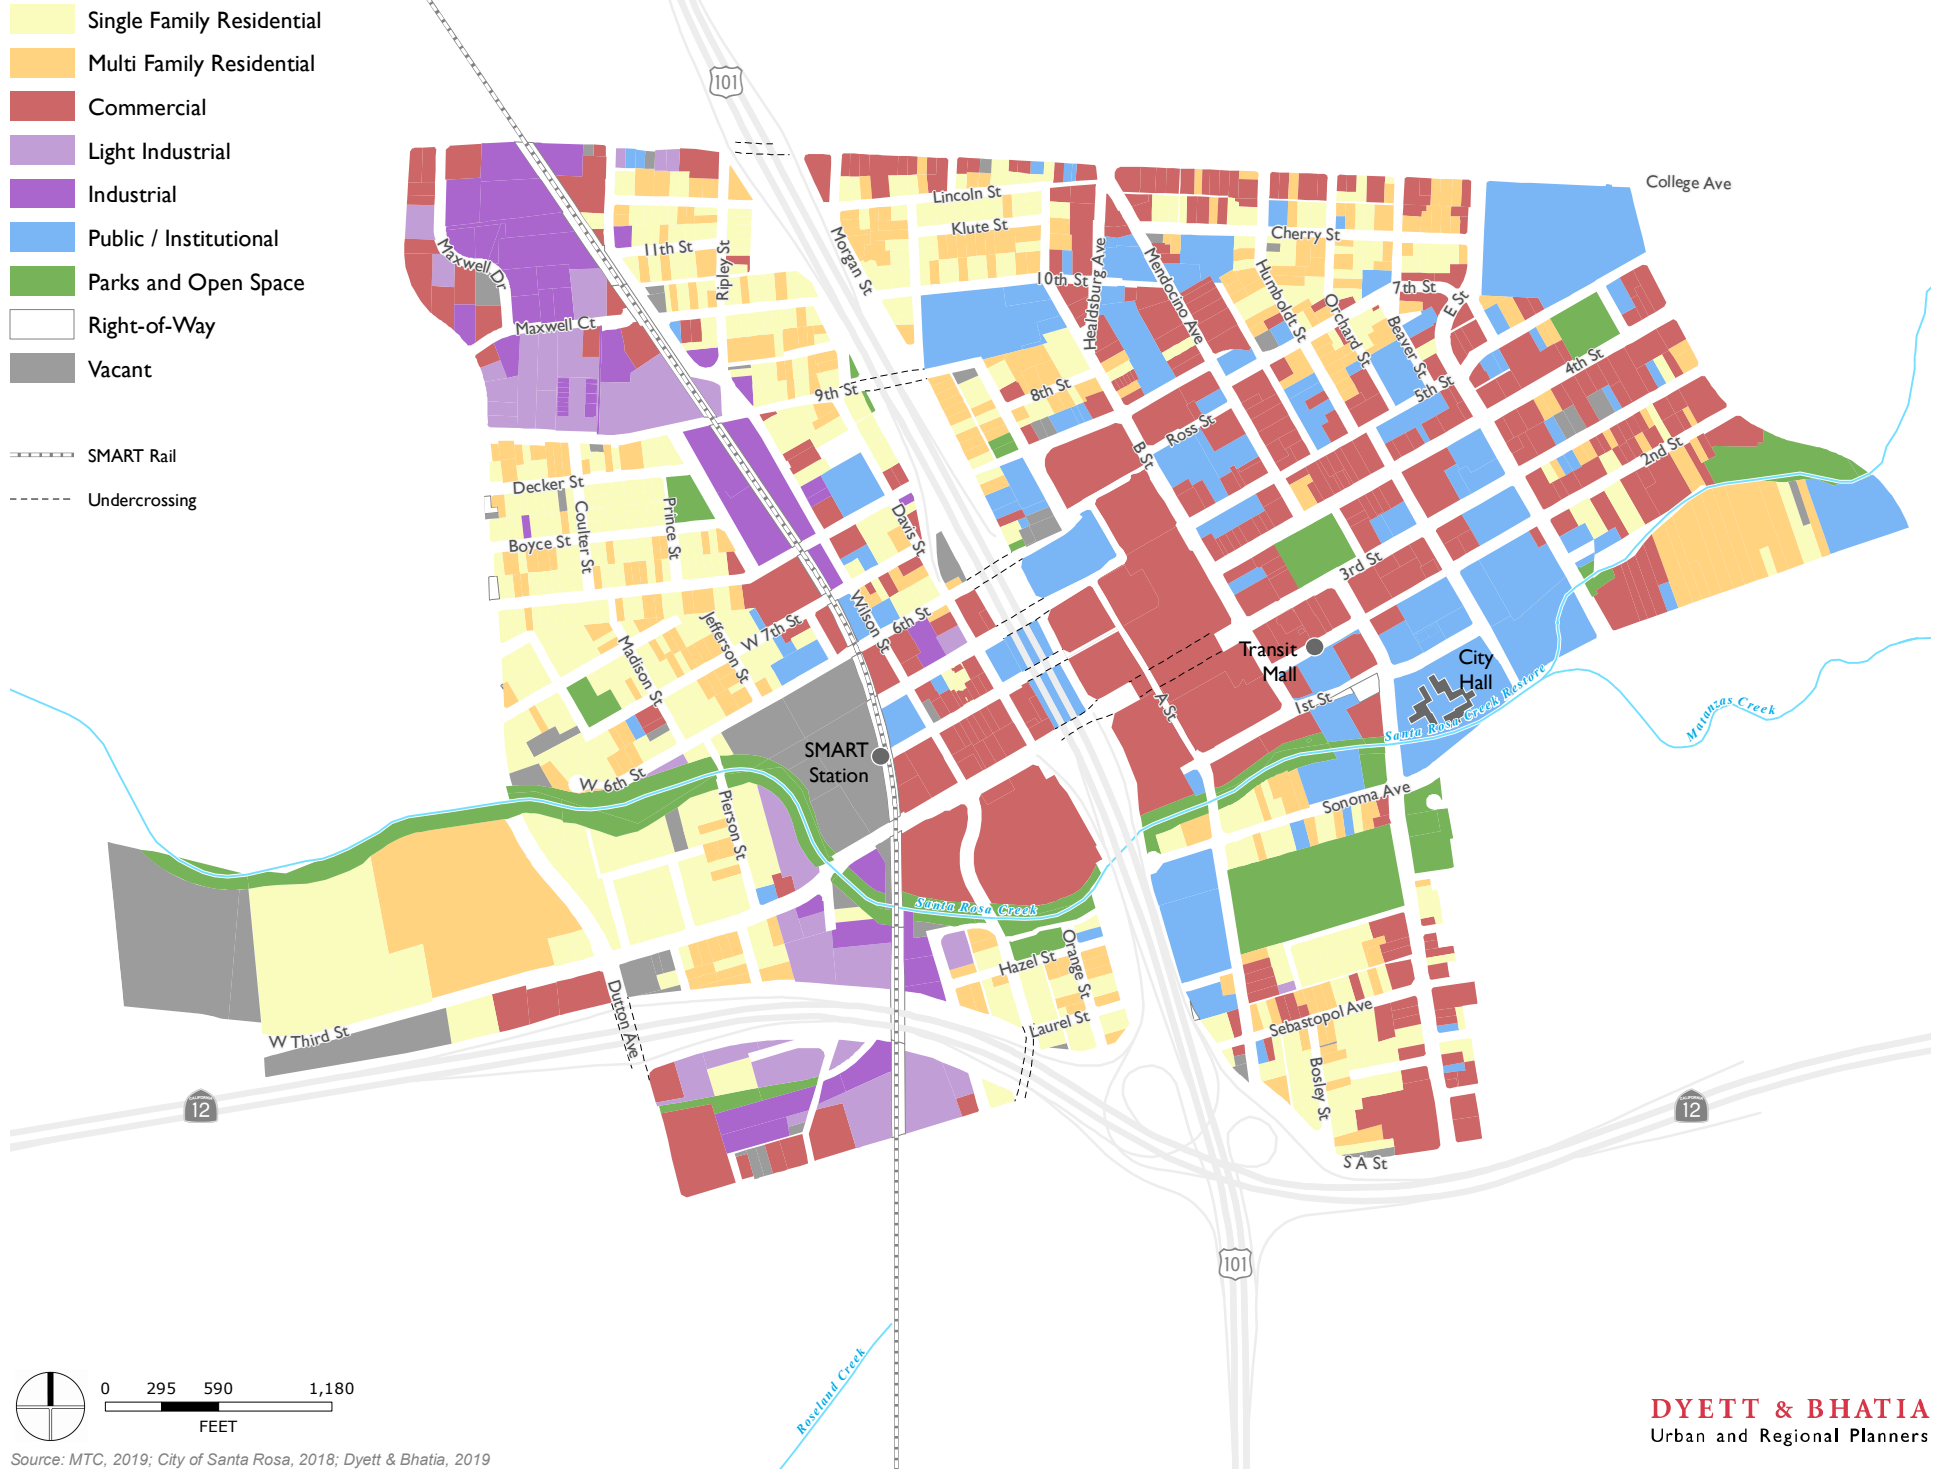 Single Family Residential
Multi Family Residential
Commercial
Light Industrial
Industrial
Public / Institutional
Parks and Open Space
Right-of-Way
Vacant
SMART Rail
Undercrossing
101
College Ave
Lincoln St
Klute St
Cherry St
11th St
Ripley St
Morgan St
Maxwell Dr
Maxwell Ct
10th St
Healdsburg Ave
Mendocino Ave
Humboldt St
Orchard St
Beaver St
7th St
E St
4th St
5th St
9th St
8th St
Ross St
B St
2nd St
Decker St
Coulter St
Prince St
Boyce St
Davis St
3rd St
Wilson St
6th St
W 7th St
Jefferson St
Madison St
Transit
Mall
City
Hall
1st St
A St
Santa Rosa Creek Restore
Matanzas Creek
SMART
Station
W 6th St
Pierson St
Sonoma Ave
Santa Rosa Creek
Hazel St
Orange St
Laurel St
Dutton Ave
W Third St
Sebastopol Ave
Bosley St
S A St
CALIFORNIA
12
CALIFORNIA
12
101
Roseland Creek
0 295 590 1,180
FEET
Source: MTC, 2019; City of Santa Rosa, 2018; Dyett & Bhatia, 2019
DYETT & BHATIA
Urban and Regional Planners